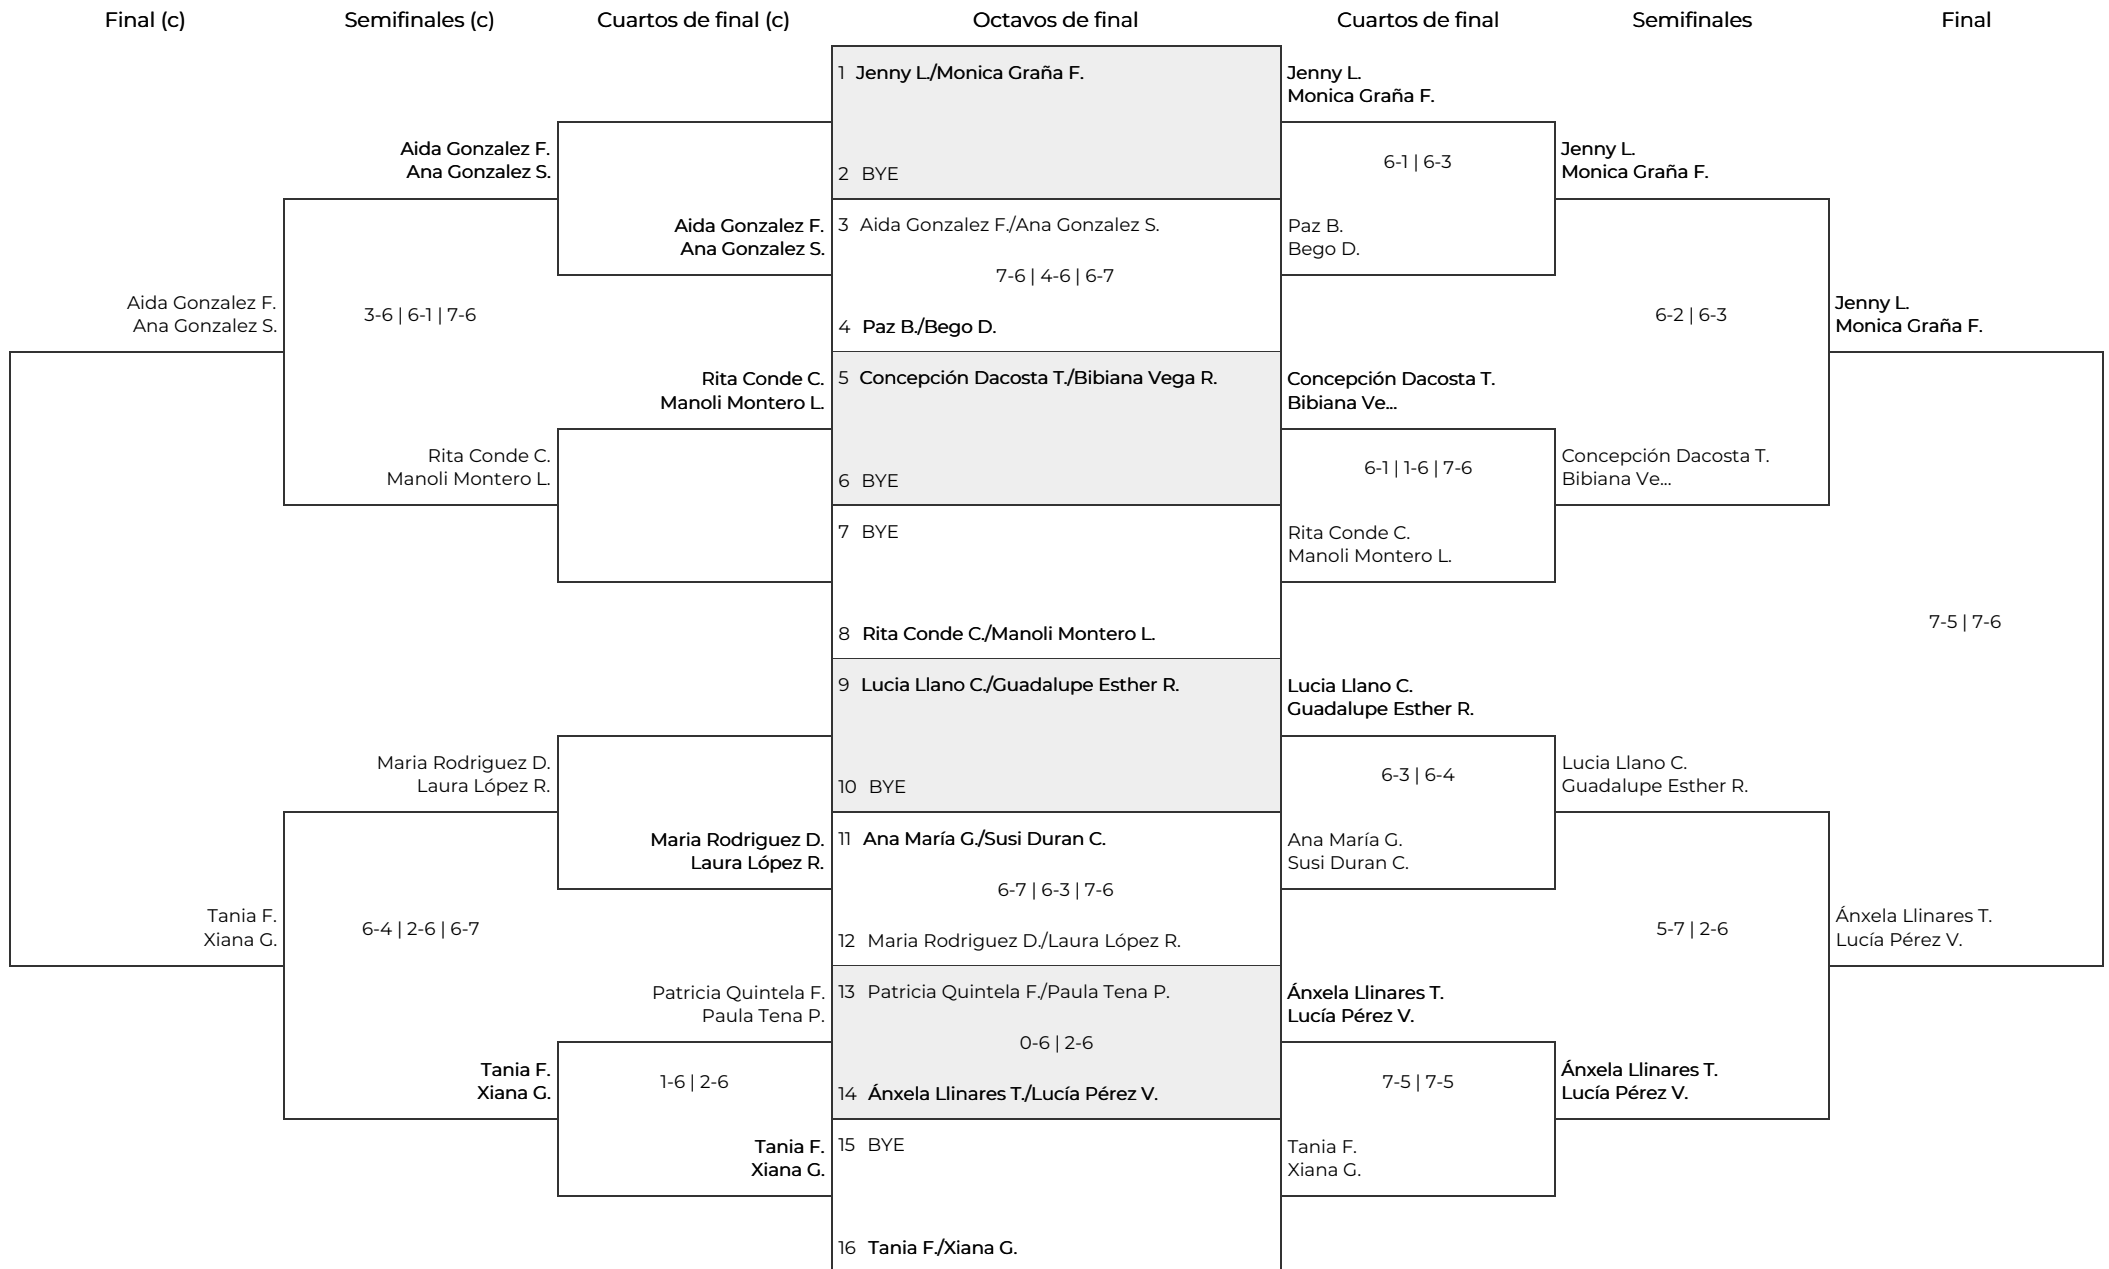 Final (c)
Semifinales (c)
Cuartos de final (c)
Octavos de final
Cuartos de final
Semifinales
Final
Aida Gonzalez F.
Ana Gonzalez S.
3-6 | 6-1 | 7-6
Aida Gonzalez F.
Ana Gonzalez S.
Rita Conde C.
Manoli Montero L.
Tania F.
Xiana G.
6-4 | 2-6 | 6-7
Maria Rodriguez D.
Laura López R.
Tania F.
Xiana G.
Aida Gonzalez F.
Ana Gonzalez S.
Rita Conde C.
Manoli Montero L.
Maria Rodriguez D.
Laura López R.
Patricia Quintela F.
Paula Tena P.
1-6 | 2-6
Tania F.
Xiana G.
1 Jenny L./Monica Graña F.
2 BYE
3 Aida Gonzalez F./Ana Gonzalez S.
7-6 | 4-6 | 6-7
4 Paz B./Bego D.
5 Concepción Dacosta T./Bibiana Vega R.
6 BYE
7 BYE
8 Rita Conde C./Manoli Montero L.
9 Lucia Llano C./Guadalupe Esther R.
10 BYE
11 Ana María G./Susi Duran C.
6-7 | 6-3 | 7-6
12 Maria Rodriguez D./Laura López R.
13 Patricia Quintela F./Paula Tena P.
0-6 | 2-6
14 Ánxela Llinares T./Lucía Pérez V.
15 BYE
16 Tania F./Xiana G.
Jenny L.
Monica Graña F.
6-1 | 6-3
Paz B.
Bego D.
Concepción Dacosta T.
Bibiana Ve...
6-1 | 1-6 | 7-6
Rita Conde C.
Manoli Montero L.
Lucia Llano C.
Guadalupe Esther R.
6-3 | 6-4
Ana María G.
Susi Duran C.
Ánxela Llinares T.
Lucía Pérez V.
7-5 | 7-5
Tania F.
Xiana G.
Jenny L.
Monica Graña F.
6-2 | 6-3
Concepción Dacosta T.
Bibiana Ve...
Lucia Llano C.
Guadalupe Esther R.
5-7 | 2-6
Ánxela Llinares T.
Lucía Pérez V.
Jenny L.
Monica Graña F.
7-5 | 7-6
Ánxela Llinares T.
Lucía Pérez V.